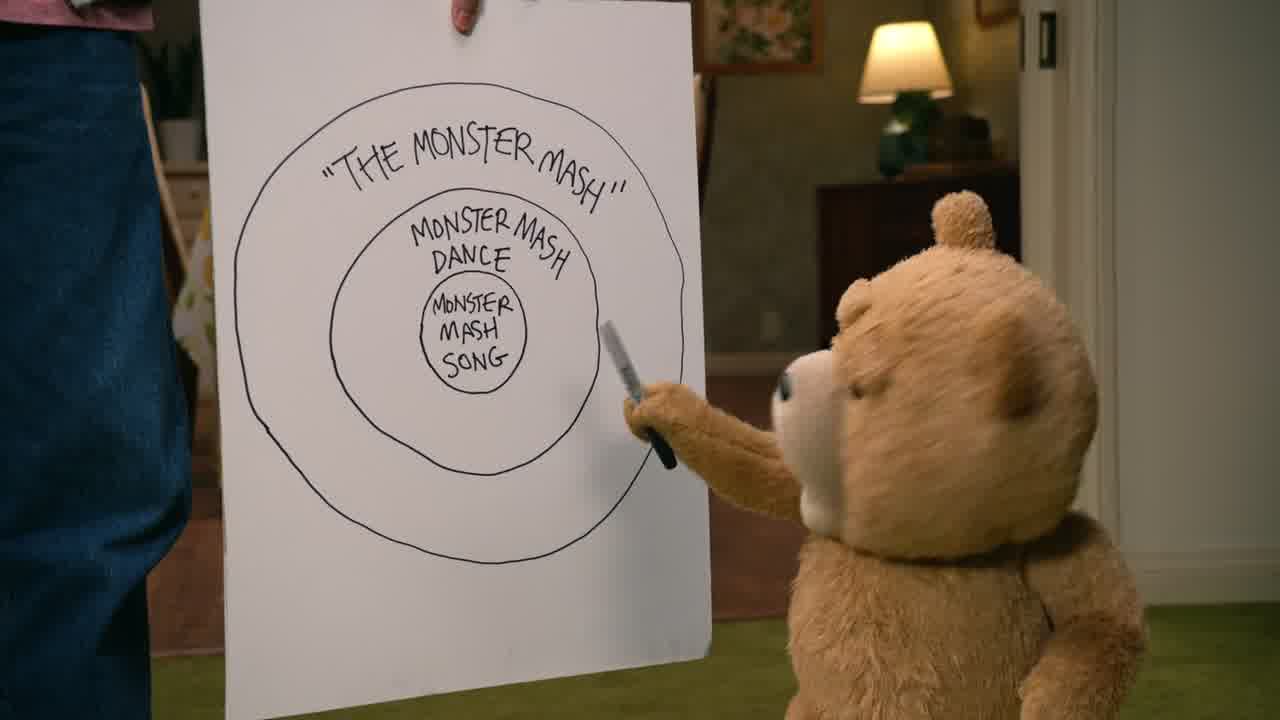 "THE MONSTER MASH"
MONSTER MASH
DANCE
MONSTER
MASH
SONG